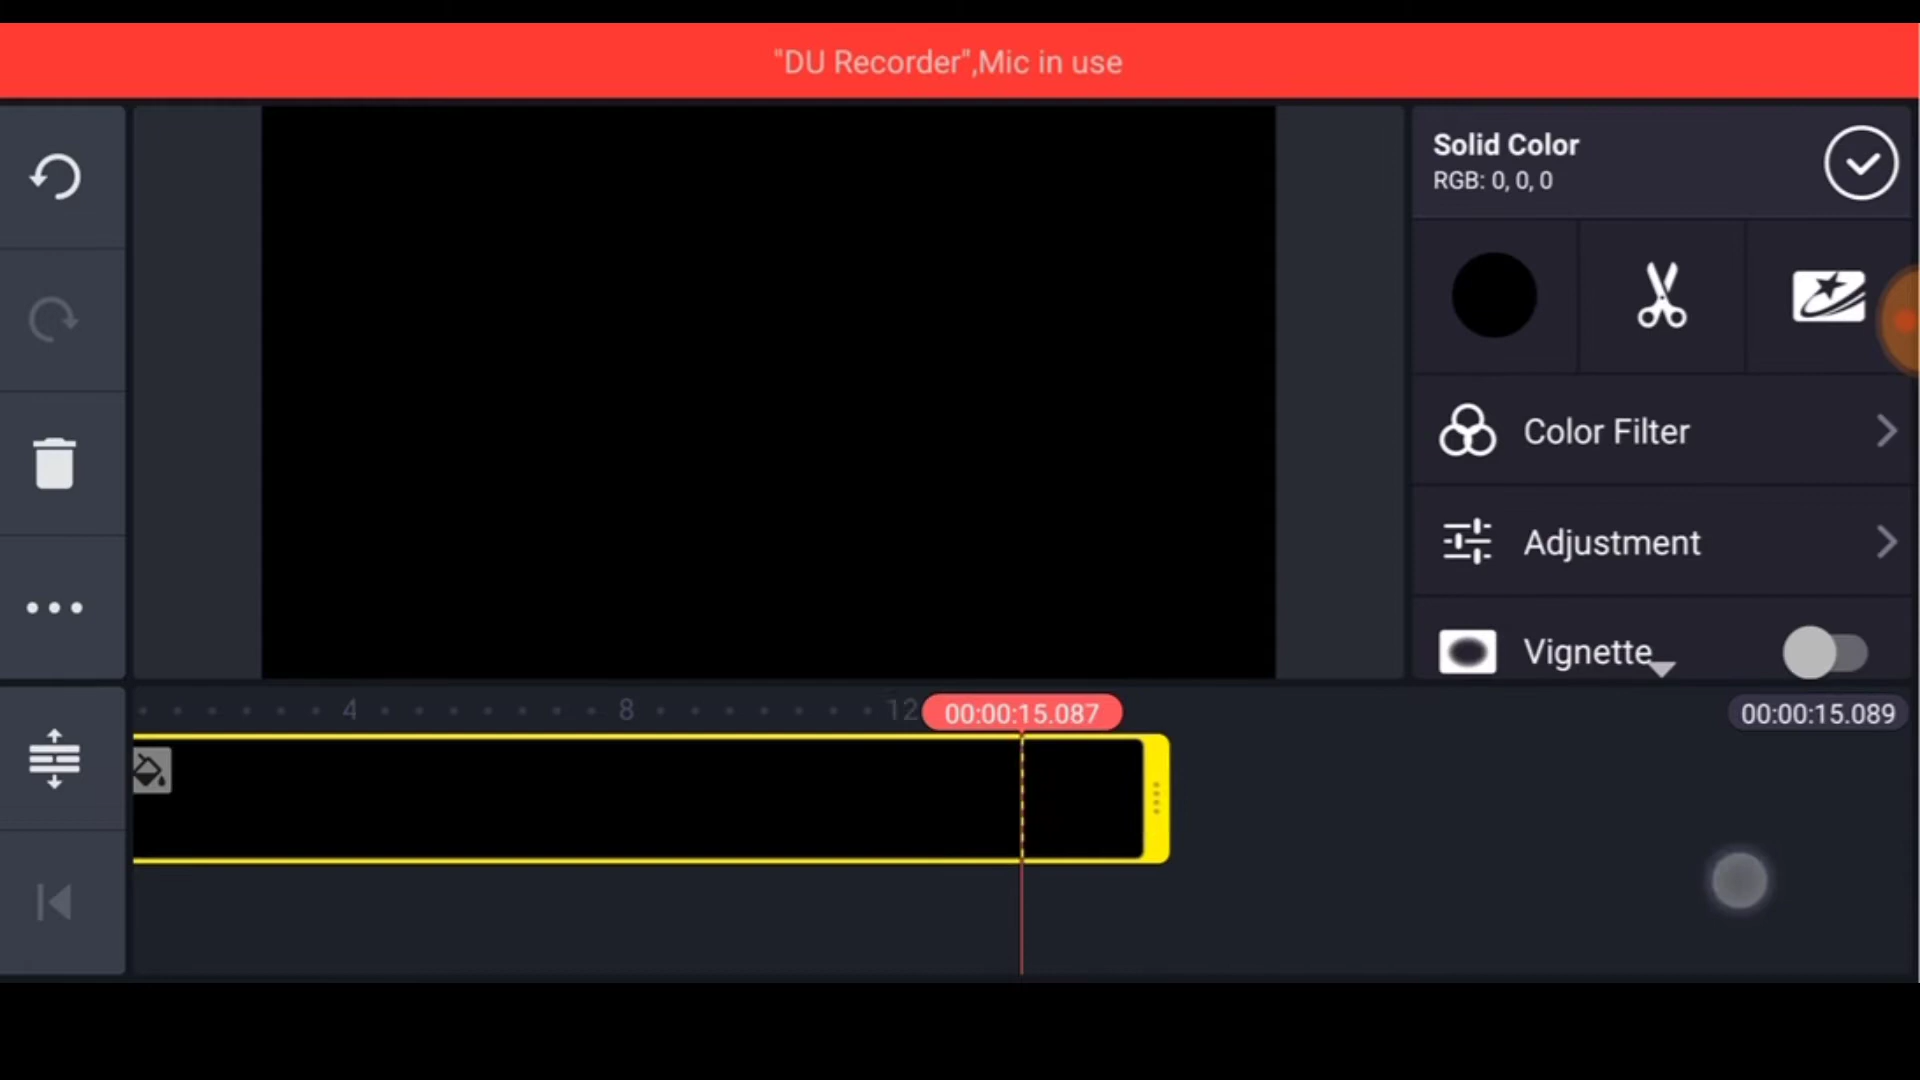 "DU Recorder",Mic in use
Solid Color
RGB: 0, 0, 0
Color Filter
Adjustment
Vignette
4
8
12
00:00:15.087
00:00:15.089